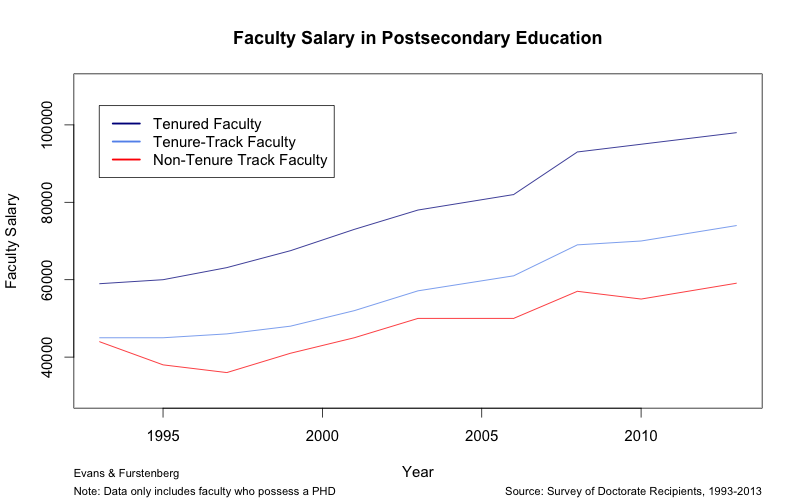 Faculty Salary in Postsecondary Education
Tenured Faculty
Tenure-Track Faculty
Non-Tenure Track Faculty
Faculty Salary
100000
80000
60000
40000
1995 2000 2005 2010
Year
Evans & Furstenberg
Note: Data only includes faculty who possess a PHD
Source: Survey of Doctorate Recipients, 1993-2013